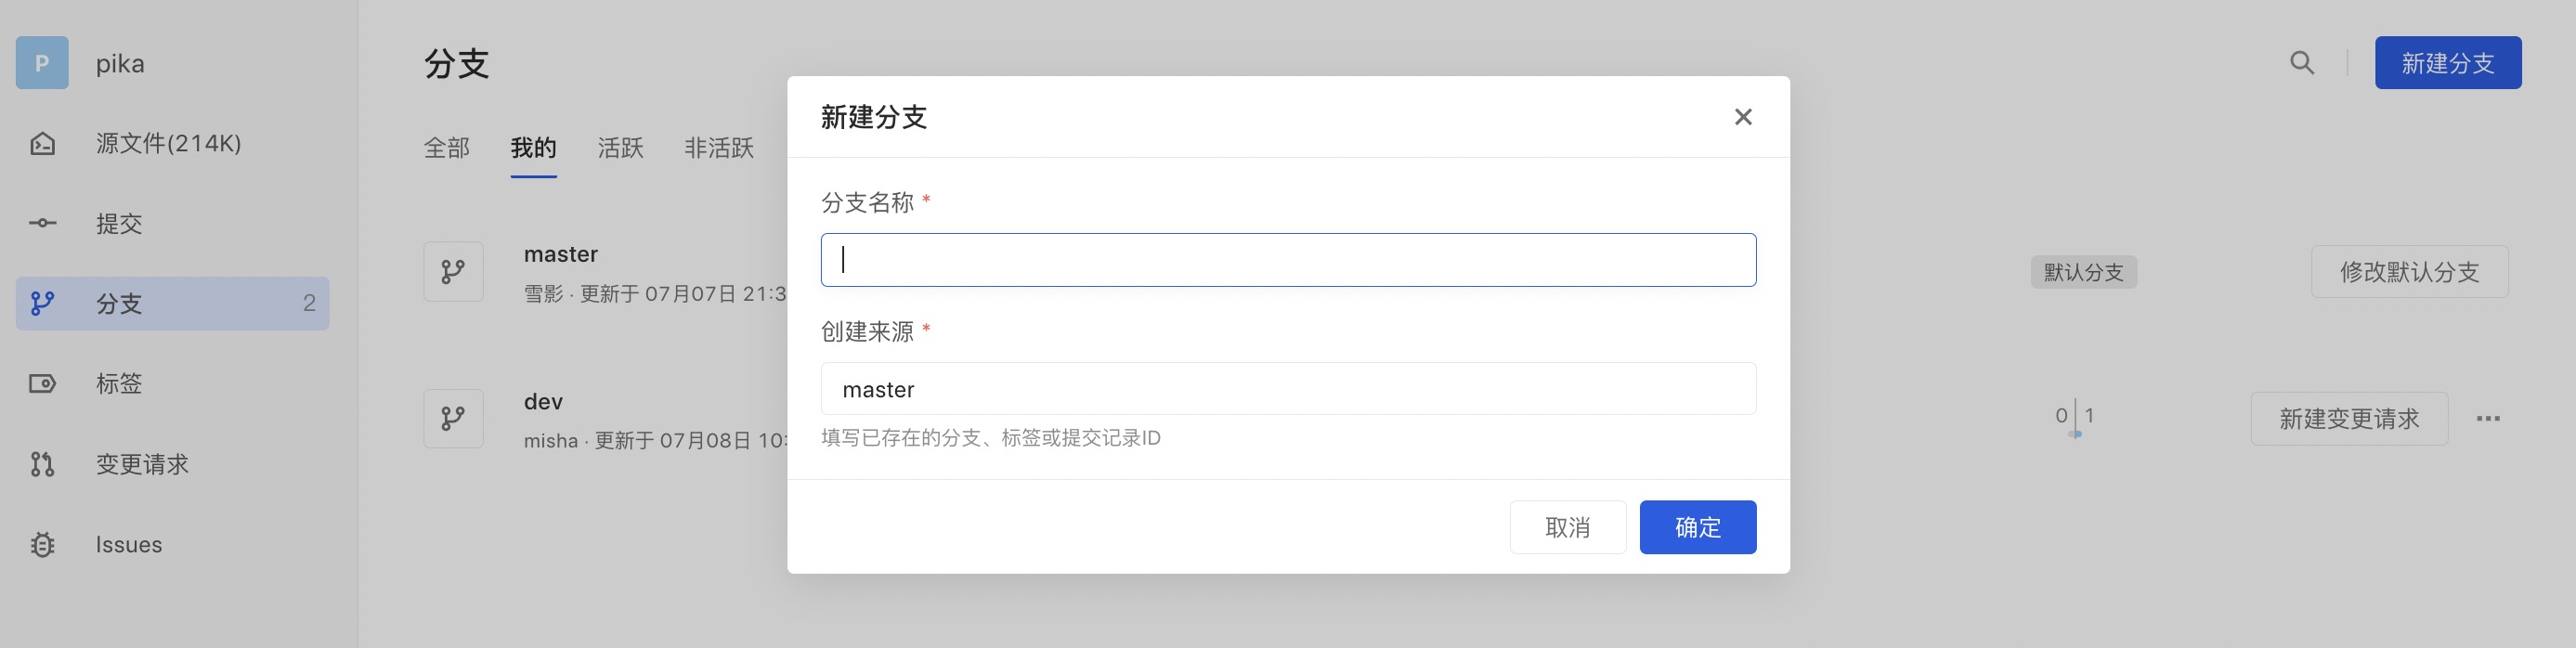 P pika
源文件(214K)
提交
分支 2
标签
变更请求
Issues
分支
新建分支
全部 我的 活跃 非活跃
master
雪影 · 更新于 07月07日 21:3
默认分支
修改默认分支
dev
misha · 更新于 07月08日 10:
0 1
新建变更请求
新建分支
分支名称 *
创建来源 *
master
填写已存在的分支、标签或提交记录ID
取消 确定